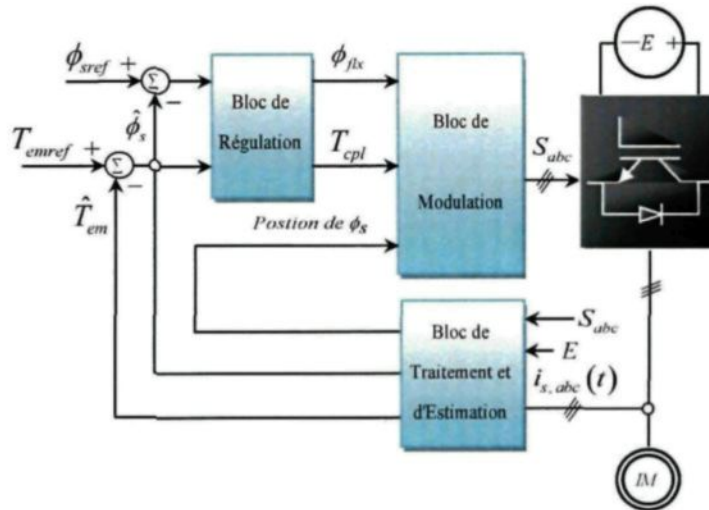 − E +
ϕsref +
Σ
−
ϕ̂s
Temref +
Σ
−
T̂em
Bloc de
Régulation
ϕflx
Tcpl
Postion de ϕs
Bloc de
Modulation
Sabc
Bloc de
Traitement et
d'Estimation
Sabc
E
is,abc(t)
IM